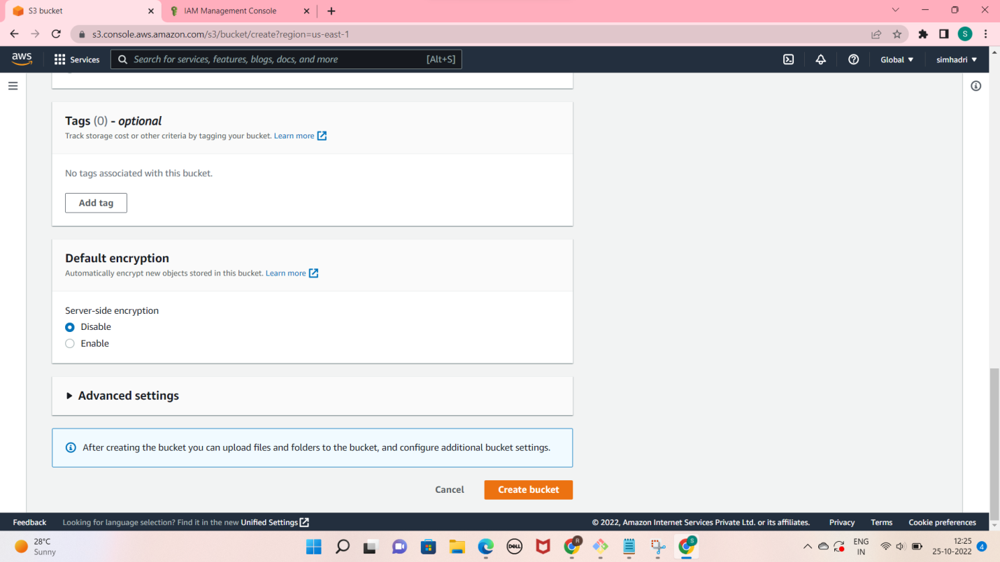 S3 bucket
IAM Management Console
s3.console.aws.amazon.com/s3/bucket/create?region=us-east-1
S
aws
Services
Search for services, features, blogs, docs, and more
[Alt+S]
Global
simhadri
Tags (0) - optional
Track storage cost or other criteria by tagging your bucket. Learn more
No tags associated with this bucket.
Add tag
Default encryption
Automatically encrypt new objects stored in this bucket. Learn more
Server-side encryption
Disable
Enable
Advanced settings
After creating the bucket you can upload files and folders to the bucket, and configure additional bucket settings.
Cancel
Create bucket
Feedback
Looking for language selection? Find it in the new Unified Settings
© 2022, Amazon Internet Services Private Ltd. or its affiliates.
Privacy
Terms
Cookie preferences
28°C
Sunny
DELL
R
S
ENG
IN
12:25
25-10-2022
4